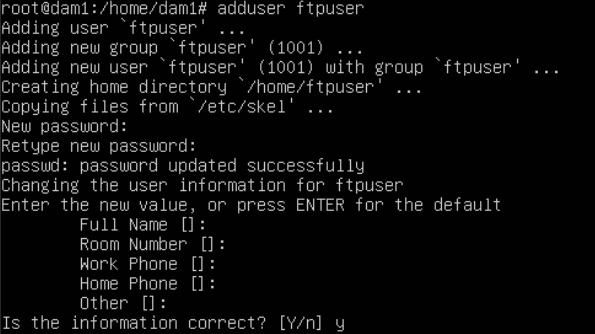 root@dam1:/home/dam1# adduser ftpuser
Adding user `ftpuser' ...
Adding new group `ftpuser' (1001) ...
Adding new user `ftpuser' (1001) with group `ftpuser' ...
Creating home directory `/home/ftpuser' ...
Copying files from `/etc/skel' ...
New password:
Retype new password:
passwd: password updated successfully
Changing the user information for ftpuser
Enter the new value, or press ENTER for the default
Full Name []:
Room Number []:
Work Phone []:
Home Phone []:
Other []:
Is the information correct? [Y/n] y